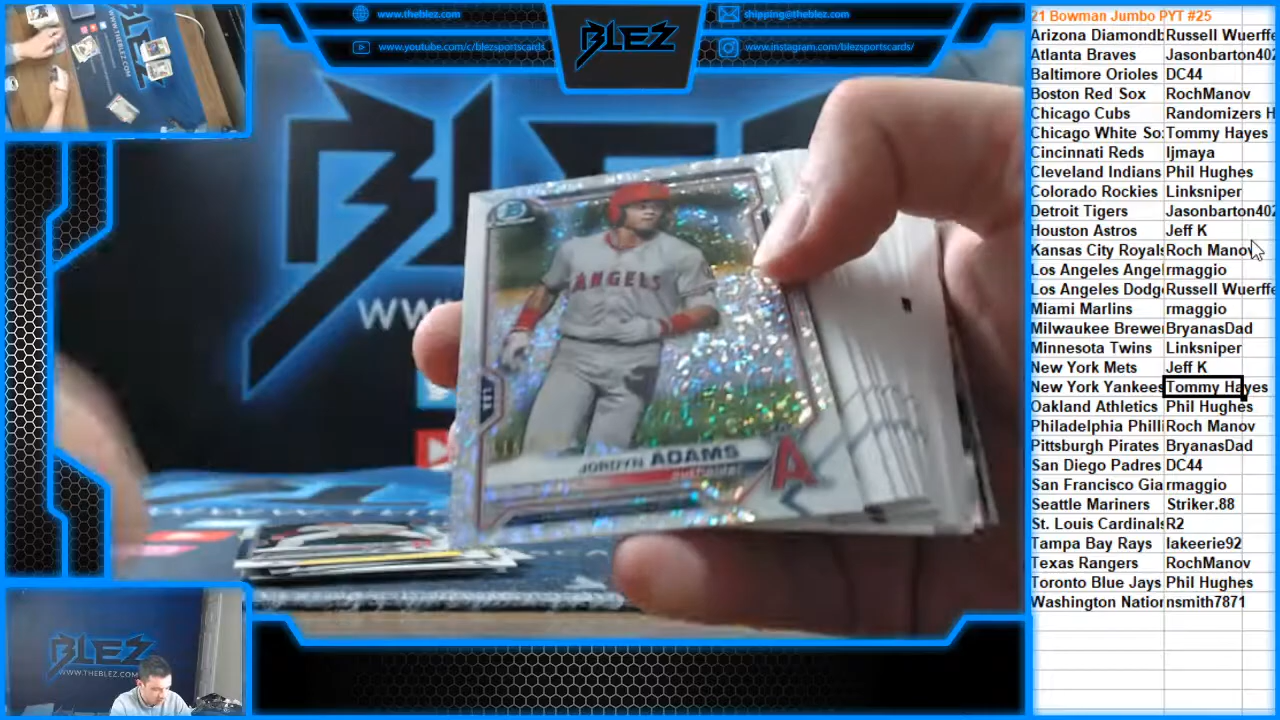 www.theblez.com
shipping@theblez.com
www.youtube.com/c/blezsportscards
www.instagram.com/blezsportscards/
BLEZ
21 Bowman Jumbo PYT #25
Arizona Diamondb Russell Wuerffe
Atlanta Braves Jasonbarton402
Baltimore Orioles DC44
Boston Red Sox RochManov
Chicago Cubs Randomizers H
Chicago White So Tommy Hayes
Cincinnati Reds ljmaya
Cleveland Indians Phil Hughes
Colorado Rockies Linksniper
Detroit Tigers Jasonbarton402
Houston Astros Jeff K
Kansas City Royals Roch Manov
Los Angeles Angel rmaggio
Los Angeles Dodge Russell Wuerffe
Miami Marlins rmaggio
Milwaukee Brewer BryanasDad
Minnesota Twins Linksniper
New York Mets Jeff K
New York Yankees Tommy Hayes
Oakland Athletics Phil Hughes
Philadelphia Philli Roch Manov
Pittsburgh Pirates BryanasDad
San Diego Padres DC44
San Francisco Gia rmaggio
Seattle Mariners Striker.88
St. Louis Cardinals R2
Tampa Bay Rays lakeerie92
Texas Rangers RochManov
Toronto Blue Jays Phil Hughes
Washington Nation nsmith7871
WW
ANGELS
JORDYN ADAMS
A
BLEZ
WWW.THEBLEZ.COM